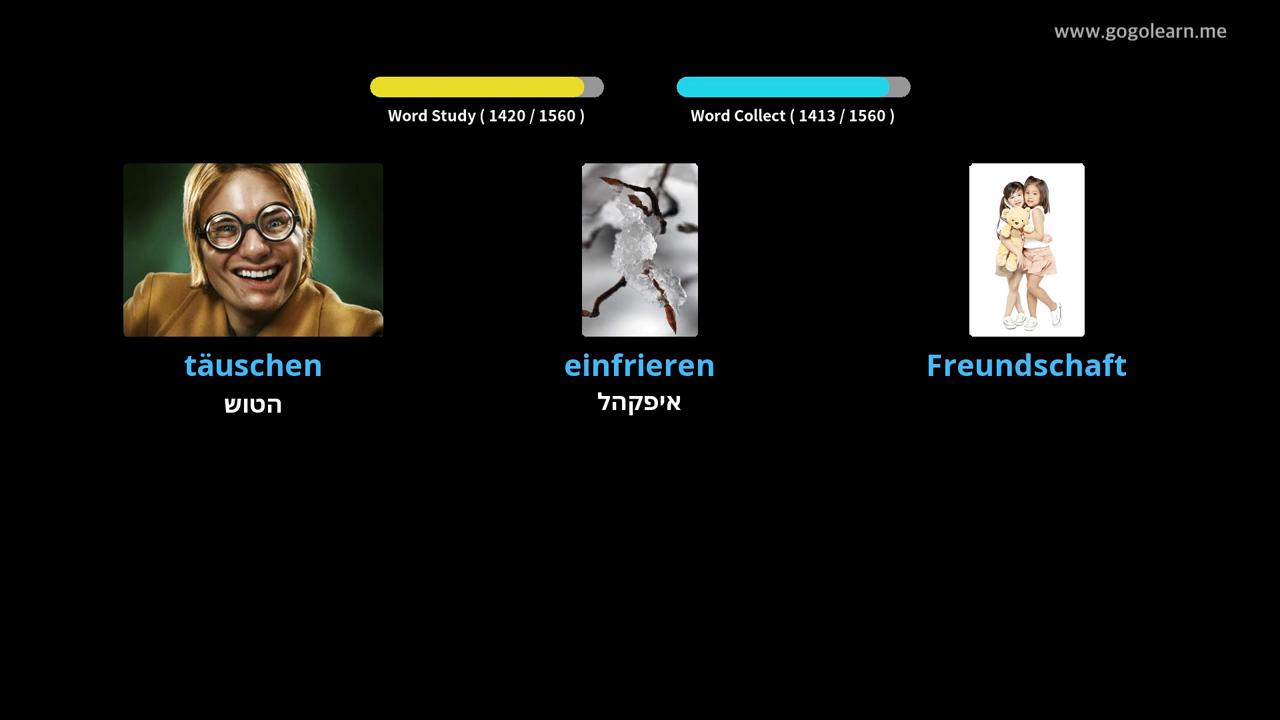 www.gogolearn.me
Word Study ( 1420 / 1560 )
Word Collect ( 1413 / 1560 )
täuschen
einfrieren
Freundschaft
הטוש
איפקהל